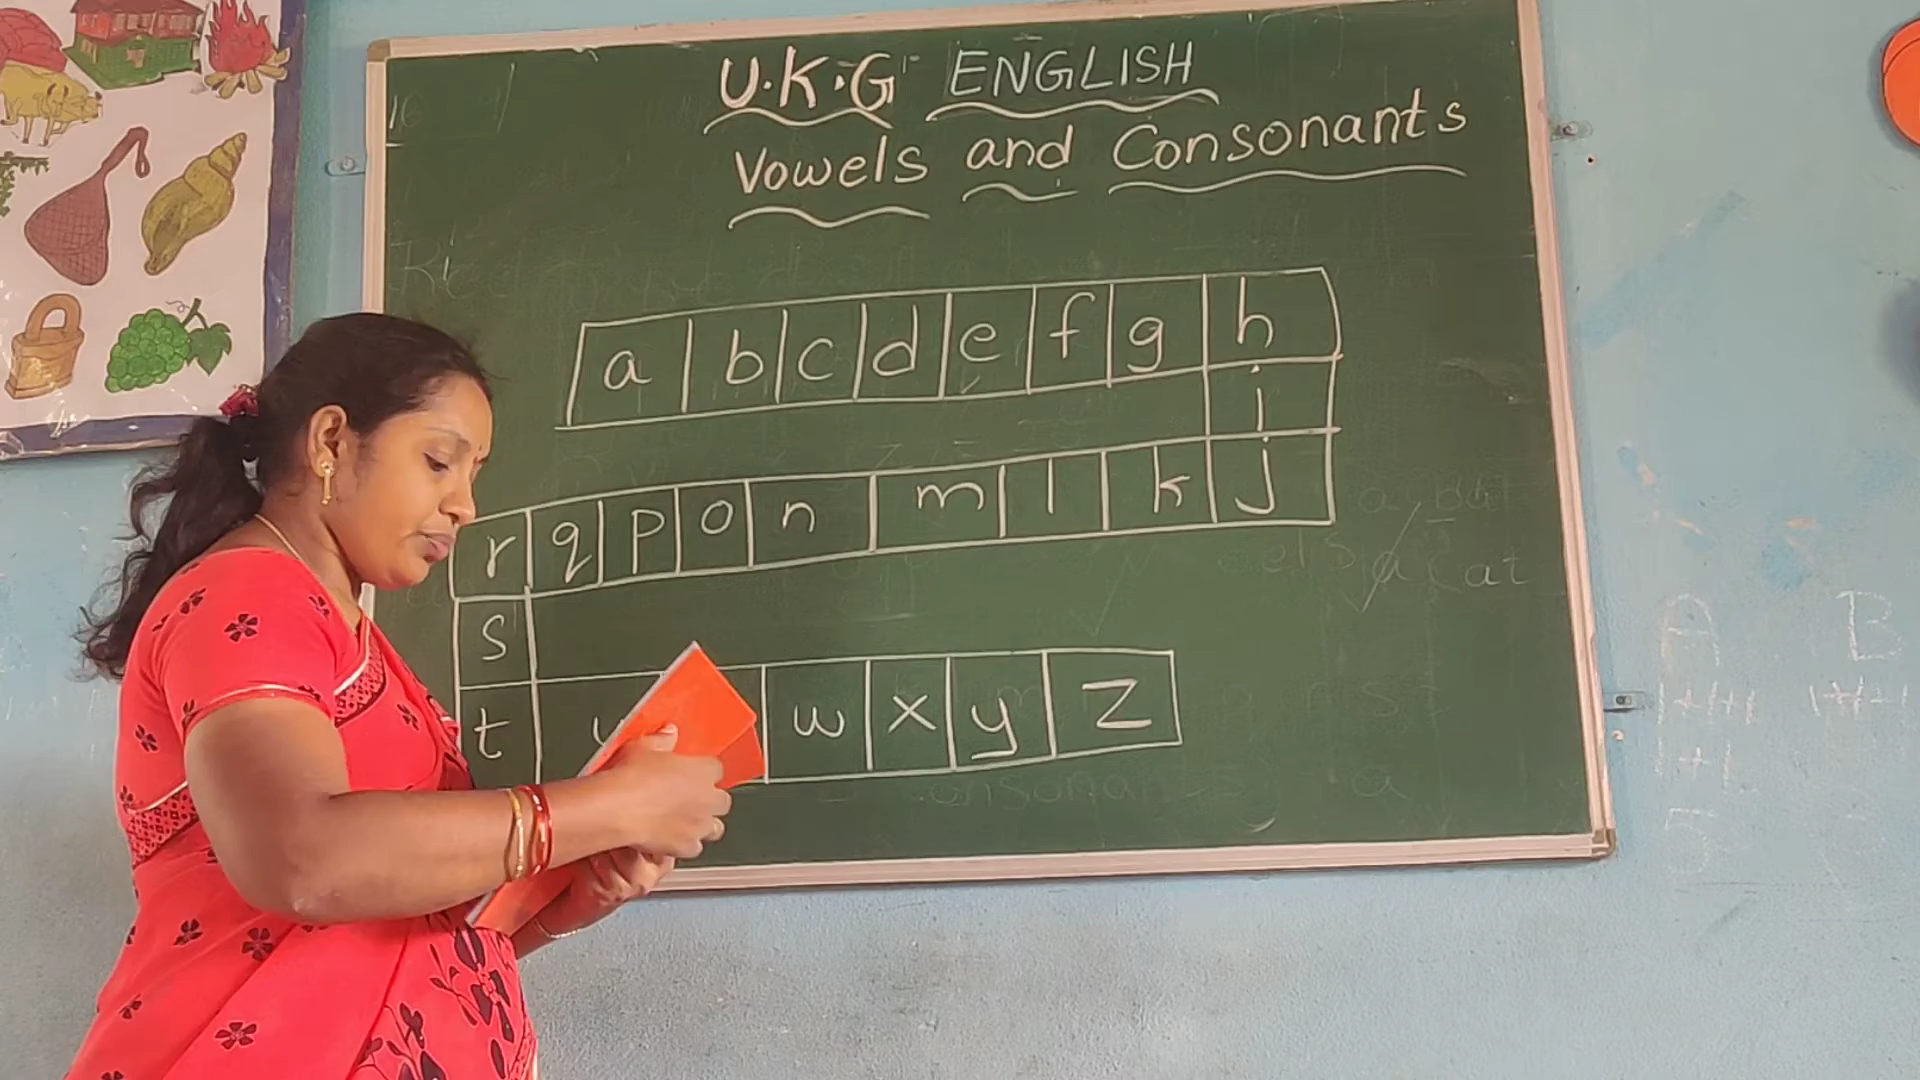 U.K.G ENGLISH
Vowels and Consonants
a b c d e f g h
i
r q p o n m l k j
s
t u w x y z
A B